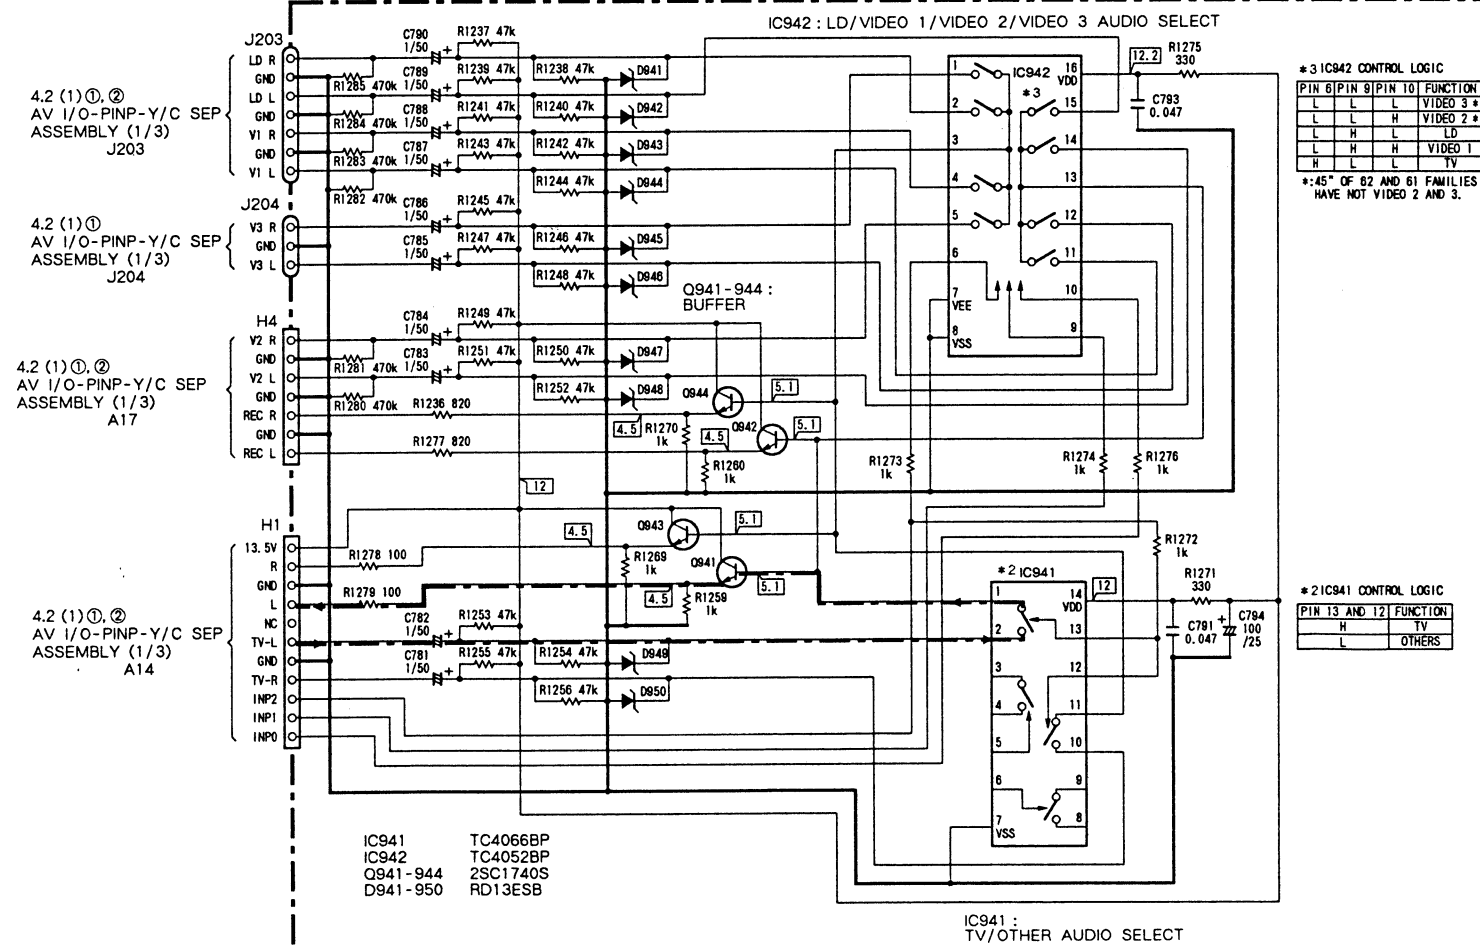 IC942 : LD/VIDEO 1/VIDEO 2/VIDEO 3 AUDIO SELECT
J203
LD R
GND
LD L
GND
V1 R
GND
V1 L
4.2 (1)①,②
AV I/O-PINP-Y/C SEP
ASSEMBLY (1/3)
J203
J204
V3 R
GND
V3 L
4.2 (1)①
AV I/O-PINP-Y/C SEP
ASSEMBLY (1/3)
J204
H4
V2 R
GND
V2 L
GND
REC R
GND
REC L
4.2 (1)①,②
AV I/O-PINP-Y/C SEP
ASSEMBLY (1/3)
A17
H1
13.5V
R
GND
L
NC
TV-L
GND
TV-R
INP2
INP1
INP0
4.2 (1)①,②
AV I/O-PINP-Y/C SEP
ASSEMBLY (1/3)
A14
R1285 470k
R1284 470k
R1283 470k
R1282 470k
R1281 470k
R1280 470k
C790
1/50
C789
1/50
C788
1/50
C787
1/50
C786
1/50
C785
1/50
C784
1/50
C783
1/50
C782
1/50
C781
1/50
R1237 47k
R1239 47k
R1241 47k
R1243 47k
R1245 47k
R1247 47k
R1249 47k
R1251 47k
R1253 47k
R1255 47k
R1238 47k
R1240 47k
R1242 47k
R1244 47k
R1246 47k
R1248 47k
R1250 47k
R1252 47k
R1254 47k
R1256 47k
D941
D942
D943
D944
D945
D946
D947
D948
D949
D950
R1236 820
R1277 820
R1278 100
R1279 100
Q941-944 :
BUFFER
Q944
5.1
4.5
R1270
1k
Q942
5.1
4.5
R1260
1k
12
Q943
5.1
4.5
R1269
1k
Q941
5.1
4.5
R1259
1k
IC942
*3
1
2
3
4
5
6
7
VEE
8
VSS
16
VDD
15
14
13
12
11
10
9
12.2
R1275
330
C793
0.047
R1273
1k
R1274
1k
R1276
1k
R1272
1k
R1271
330
*2 IC941
1
2
3
4
5
6
7
VSS
14
VDD
13
12
11
10
9
8
12
C791
0.047
C794
100
/25
*3 IC942 CONTROL LOGIC
PIN 6 PIN 9 PIN 10 FUNCTION
L L L VIDEO 3 *
L L H VIDEO 2 *
L H L LD
L H H VIDEO 1
H L L TV
*:45" OF 62 AND 61 FAMILIES
HAVE NOT VIDEO 2 AND 3.
*2 IC941 CONTROL LOGIC
PIN 13 AND 12 FUNCTION
H TV
L OTHERS
IC941 TC4066BP
IC942 TC4052BP
Q941-944 2SC1740S
D941-950 RD13ESB
IC941 :
TV/OTHER AUDIO SELECT